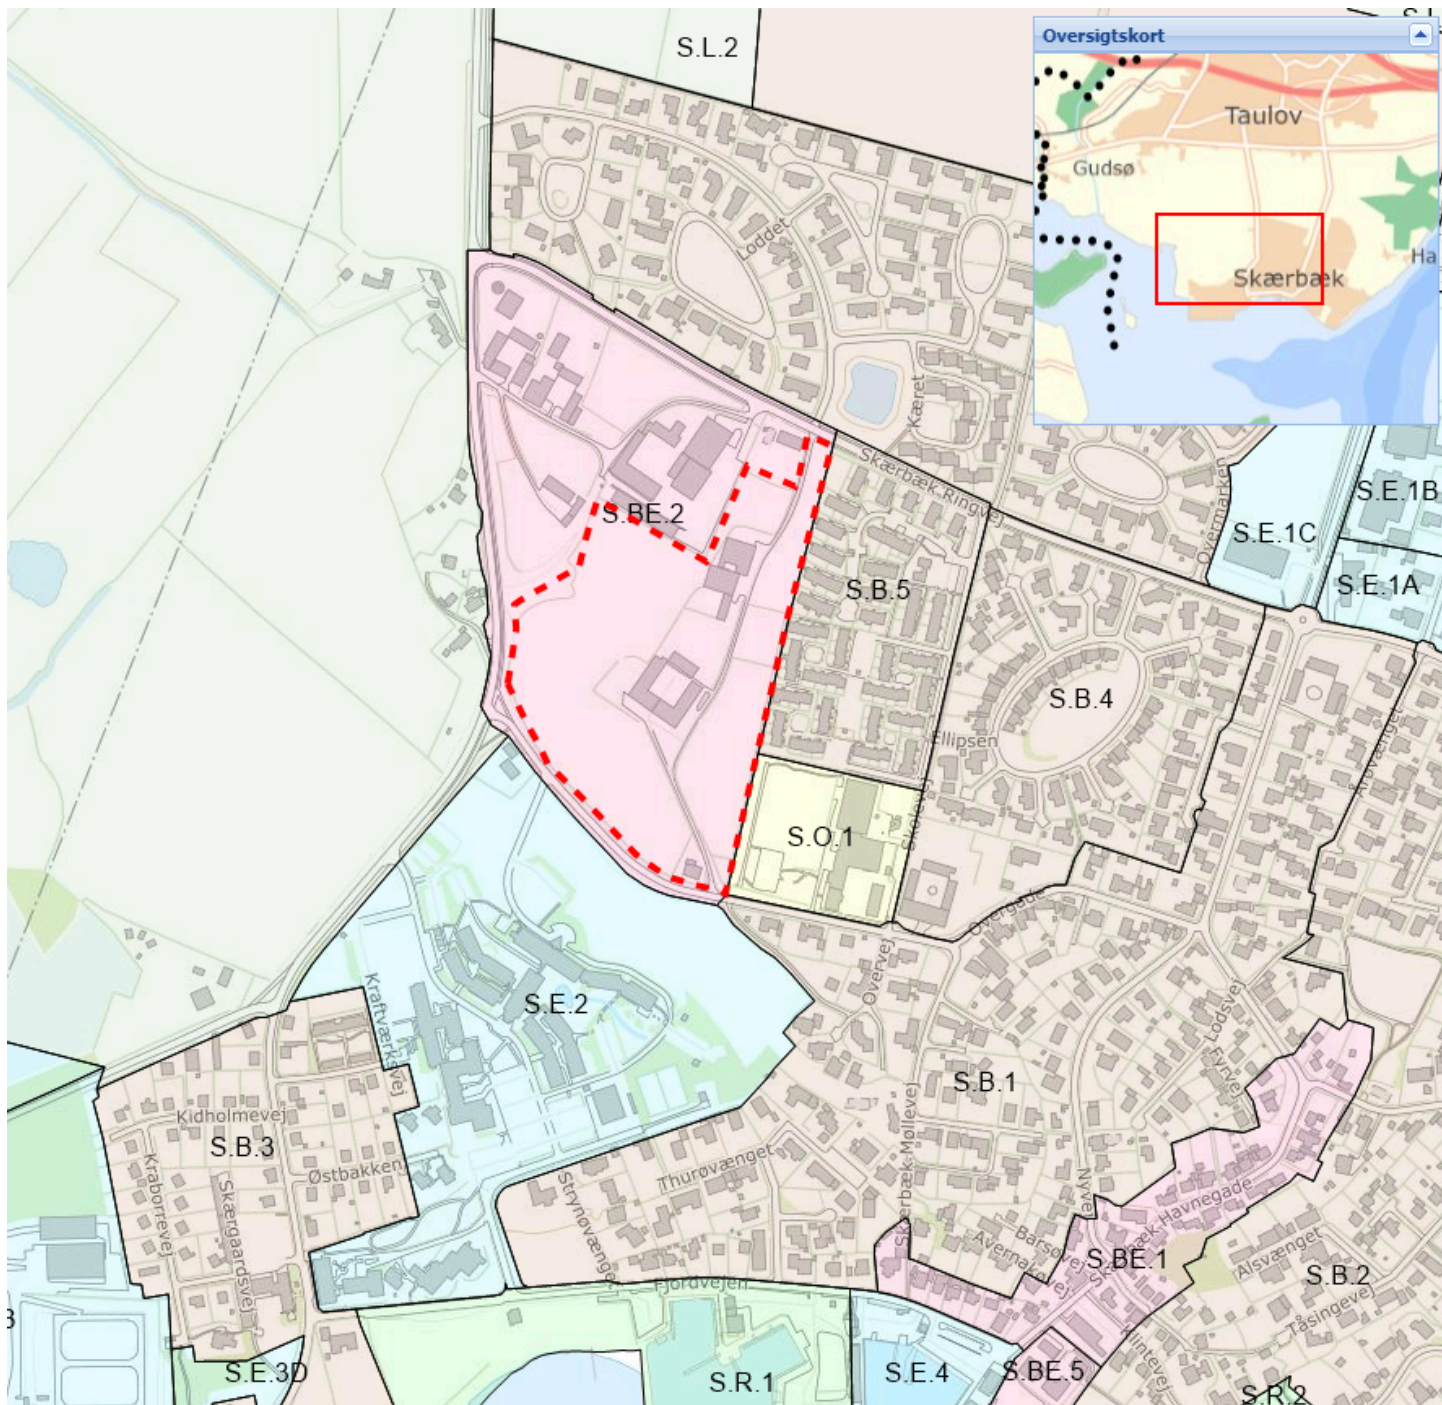 S.L.2
Oversigtskort
Taulov
Gudsø
Ha
Skærbæk
Loddet
Kæret
Skærbæk Ringvej
Overmarken
S.E.1B
S.E.1C
S.BE.2
S.B.5
S.E.1A
S.B.4
Ellipsen
S.O.1
Skolevej
Overgade
Overvej
S.E.2
Kraftværksvej
Lodsvej
Fyrvej
S.B.1
Kidholmevej
S.B.3
Østbakken
Kraborrevej
Skærgaardsvej
Thurøvænget
Strynøvænget
Skærbæk Møllevej
Nyvej
Skærbæk Havnegade
Barsøvej
Avernakøvej
S.BE.1
Alsvænget
S.B.2
Tåsingevej
Fjordvejen
Klintevej
S.E.3D
S.R.1
S.E.4
S.BE.5
S.R.2